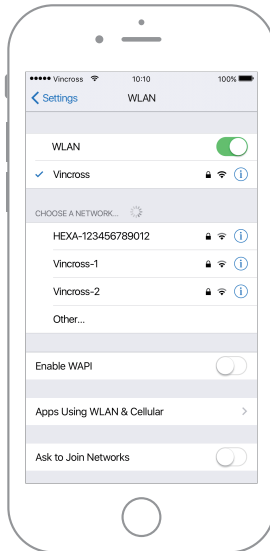 Vincross 10:10 100%
Settings WLAN
WLAN
Vincross
CHOOSE A NETWORK...
HEXA-123456789012
Vincross-1
Vincross-2
Other...
Enable WAPI
Apps Using WLAN & Cellular
Ask to Join Networks